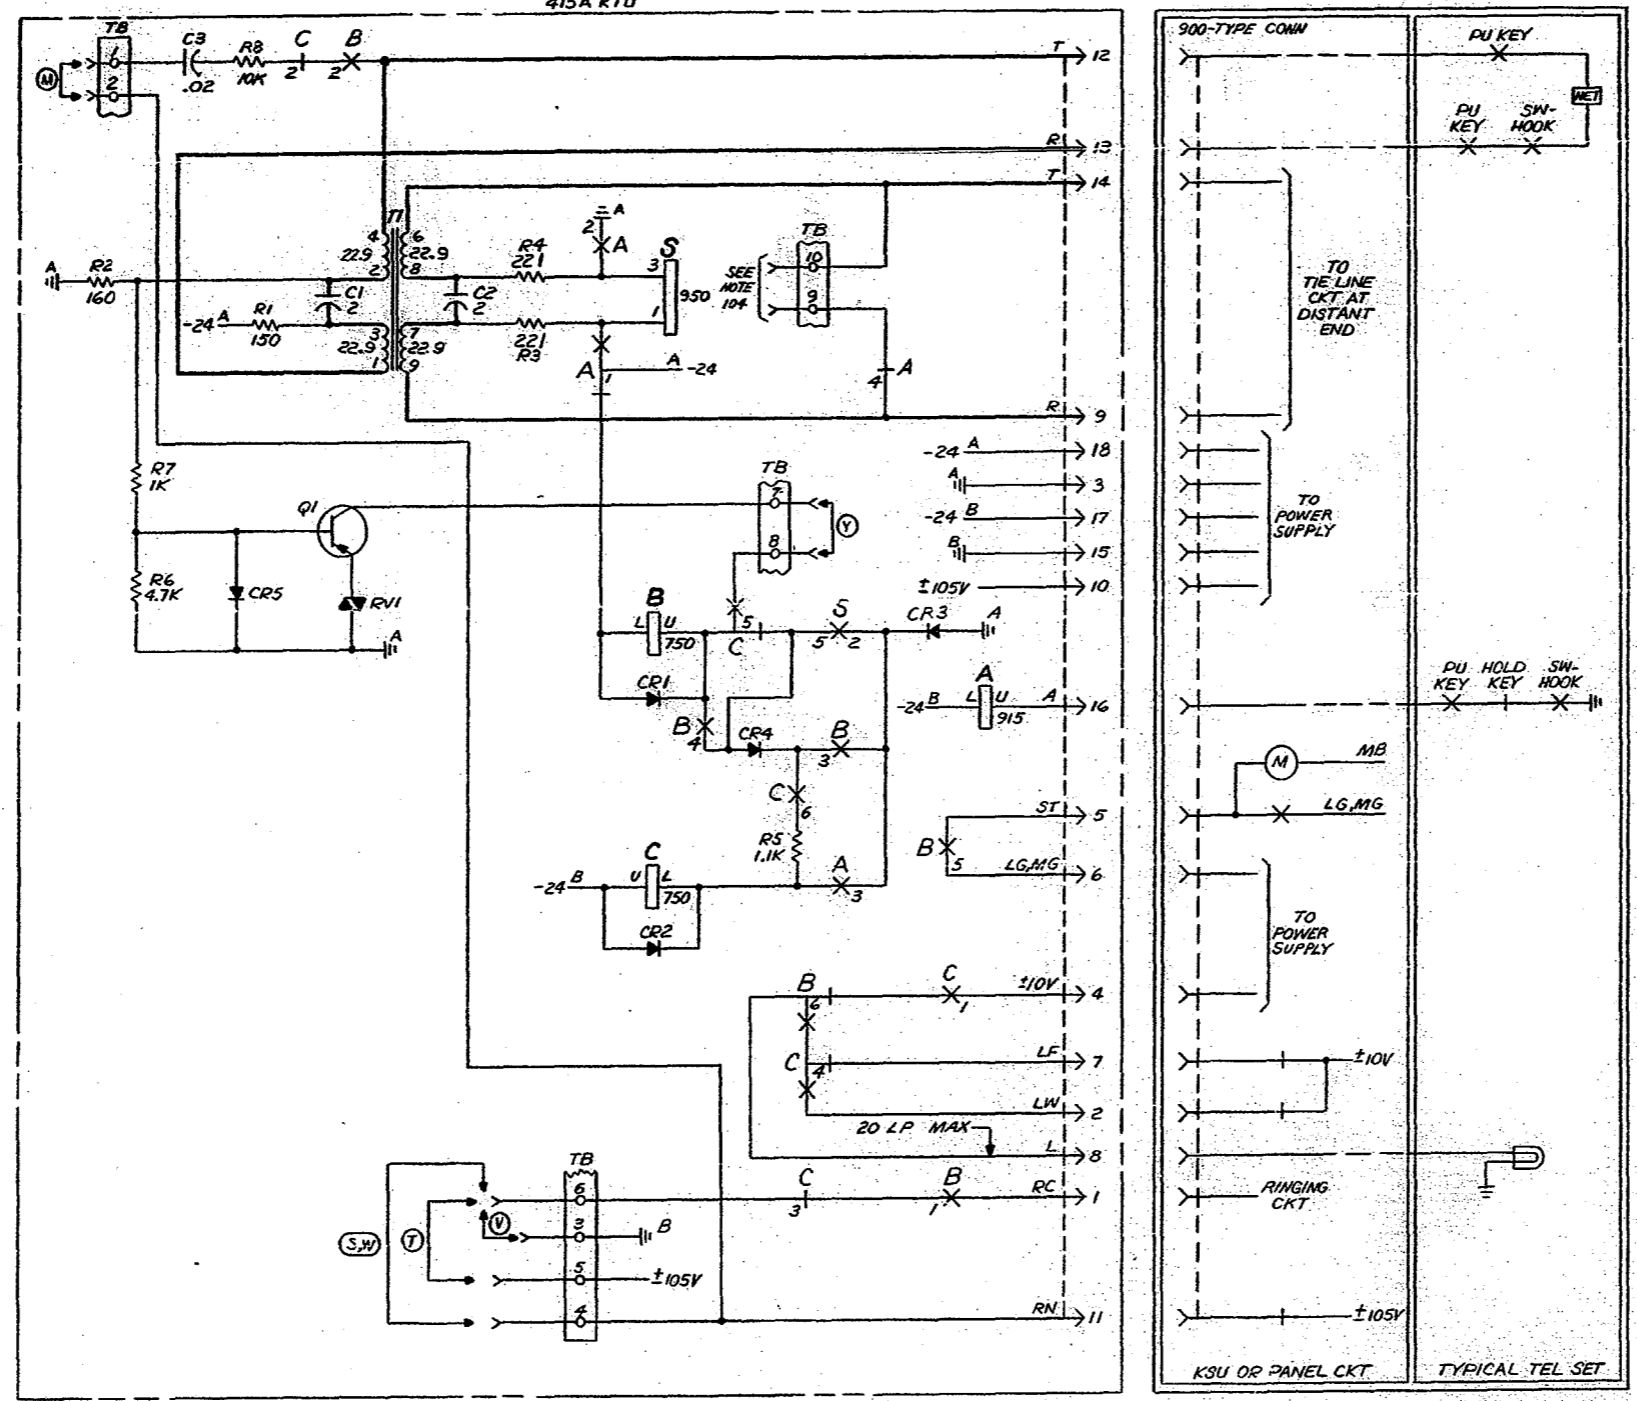 415A KTU
TB
1
2
M
C3
.02
R8
10K
C
2
B
2
T
12
R
13
T
14
T1
4
22.9
2
6
22.9
8
A
R2
160
C1
2
-24 A
R1
150
3
22.9
1
7
22.9
9
C2
2
R4
221
221
R3
A
2
A
S
3
1
950
SEE
NOTE
104
TB
10
9
A
1
A -24
4
A
R
9
-24 A
18
A
3
-24 B
17
B
15
±105V
10
R7
1K
Q1
R6
4.7K
CR5
RV1
A
TB
7
8
Y
B
L
U
750
5
C
S
5
2
CR3
A
CR1
B
4
CR4
B
3
A
-24 B
L
U
915
A
16
C
6
R5
1.1K
ST
5
B
5
LG,MG
6
C
-24 B
U
L
750
A
3
CR2
B
6
C
1
±10V
4
C
4
LF
7
LW
2
20 LP MAX
L
8
TB
6
3
5
4
S,W
T
V
B
±105V
C
3
B
1
RC
1
RN
11
900-TYPE CONN
PU KEY
NET
PU
KEY
SW-
HOOK
TO
TIE LINE
CKT AT
DISTANT
END
TO
POWER
SUPPLY
PU
KEY
HOLD
KEY
SW-
HOOK
M
MB
LG,MG
TO
POWER
SUPPLY
±10V
RINGING
CKT
±105V
KSU OR PANEL CKT
TYPICAL TEL SET